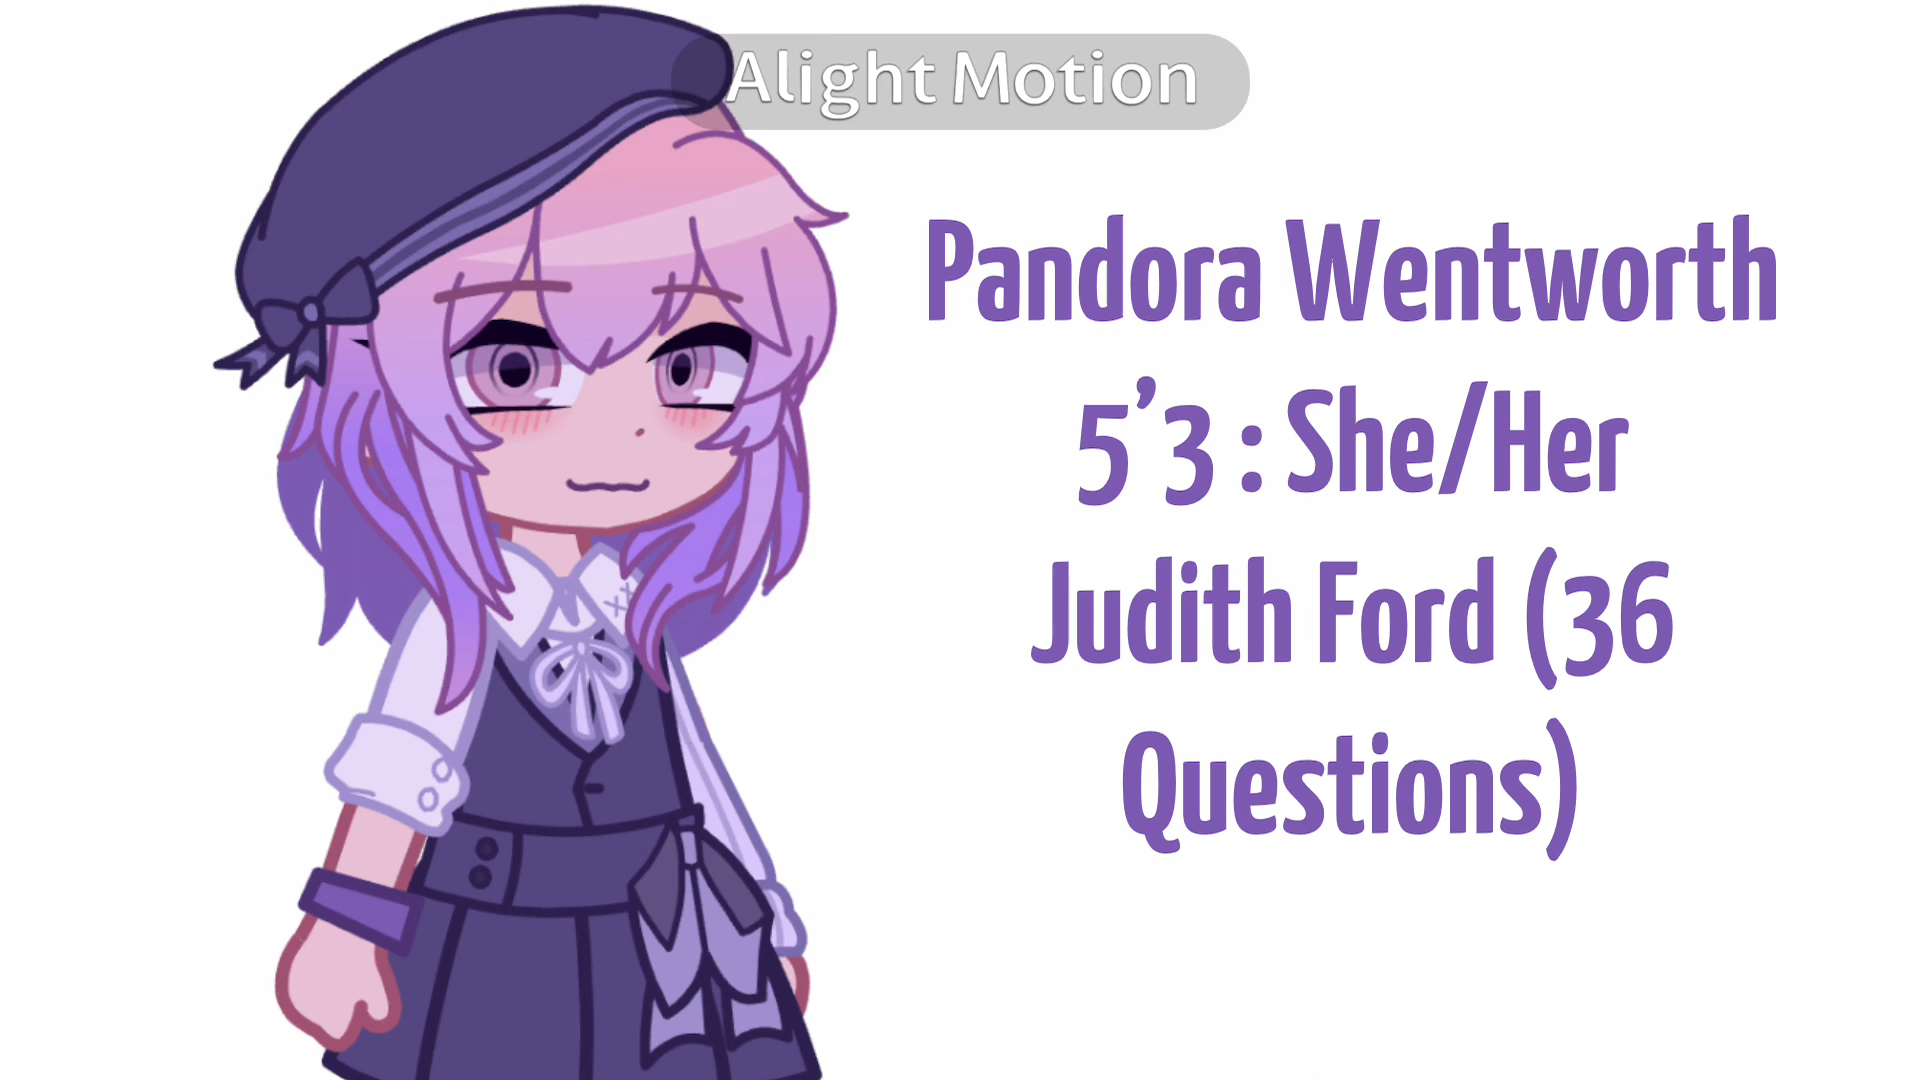 Alight Motion
Pandora Wentworth
5’3 : She/Her
Judith Ford (36
Questions)